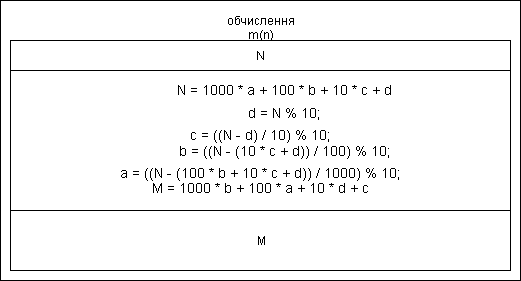 обчислення
m(n)
N
N = 1000 * a + 100 * b + 10 * c + d
d = N % 10;
c = ((N - d) / 10) % 10;
b = ((N - (10 * c + d)) / 100) % 10;
a = ((N - (100 * b + 10 * c + d)) / 1000) % 10;
M = 1000 * b + 100 * a + 10 * d + c
M